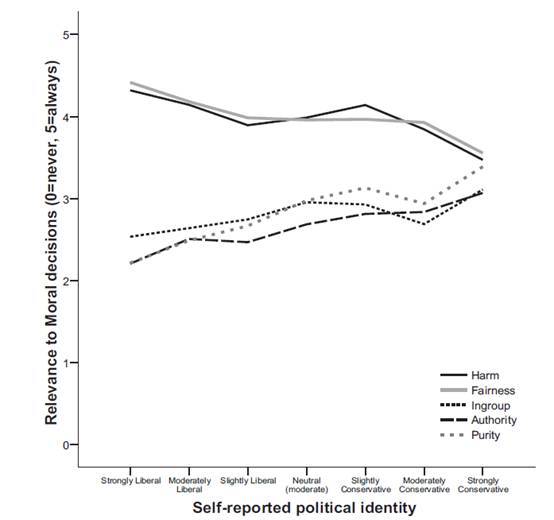 Relevance to Moral decisions (0=never, 5=always)
5
4
3
2
1
0
Harm
Fairness
Ingroup
Authority
Purity
Strongly Liberal
Moderately
Liberal
Slightly Liberal
Neutral
(moderate)
Slightly
Conservative
Moderately
Conservative
Strongly
Conservative
Self-reported political identity